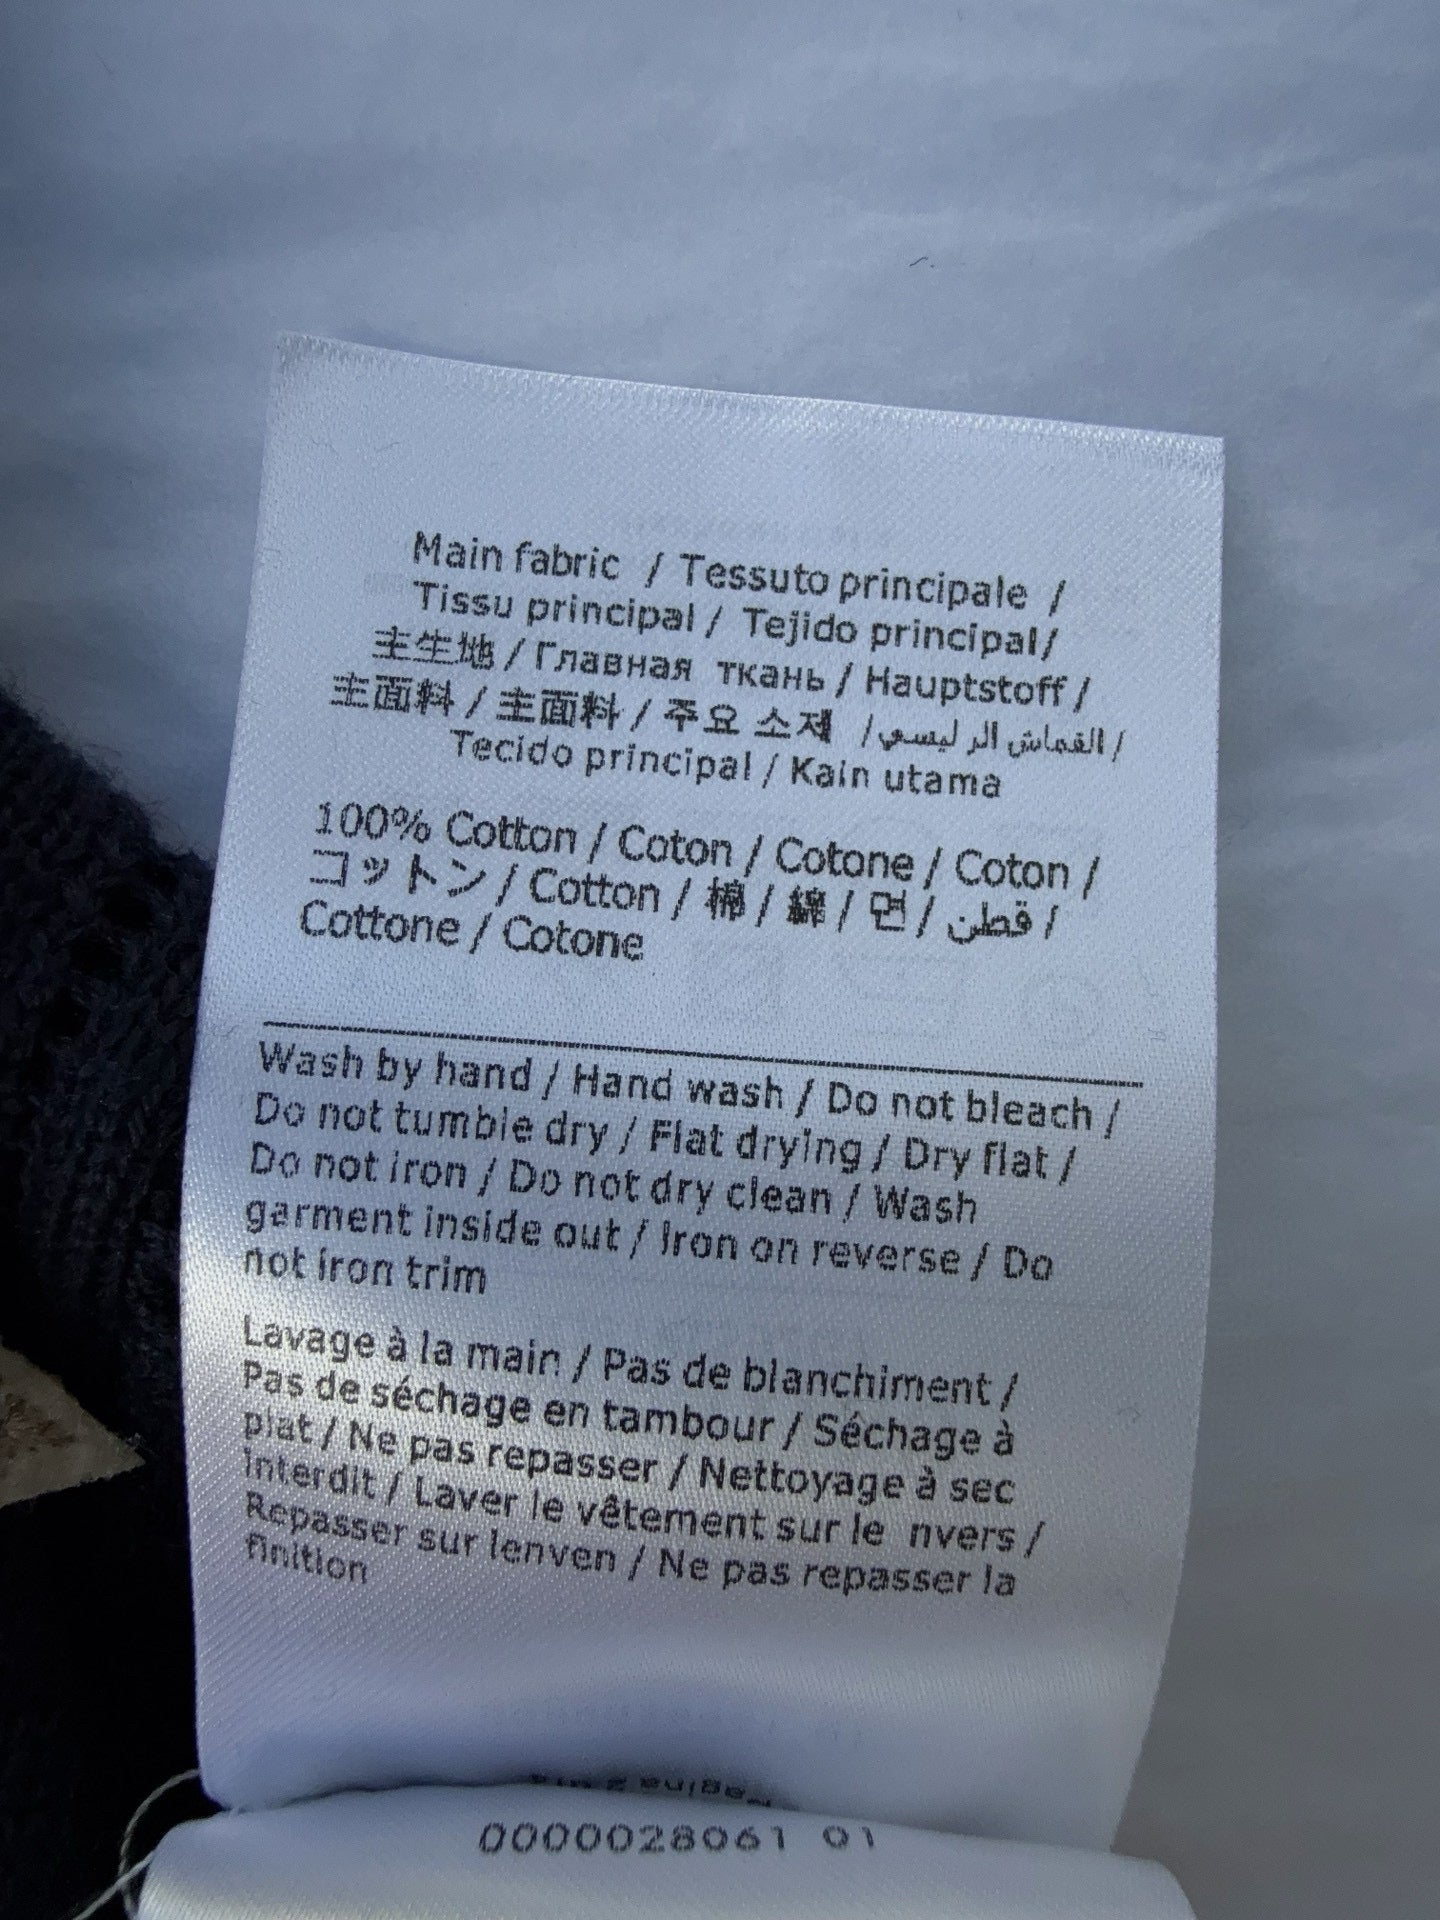 Main fabric / Tessuto principale /
Tissu principal / Tejido principal/
主生地 / Главная ткань / Hauptstoff /
主面料 / 主面料 / 주요 소재 / القماش الر ليسي /
Tecido principal / Kain utama
100% Cotton / Coton / Cotone / Coton /
コットン / Cotton / 棉 / 綿 / 면 / قطن /
Cottone / Cotone
Wash by hand / Hand wash / Do not bleach /
Do not tumble dry / Flat drying / Dry flat /
Do not iron / Do not dry clean / Wash
garment inside out / Iron on reverse / Do
not iron trim
Lavage à la main / Pas de blanchiment /
Pas de séchage en tambour / Séchage à
plat / Ne pas repasser / Nettoyage à sec
interdit / Laver le vêtement sur le nvers /
Repasser sur lenven / Ne pas repasser la
finition
0000028061 01